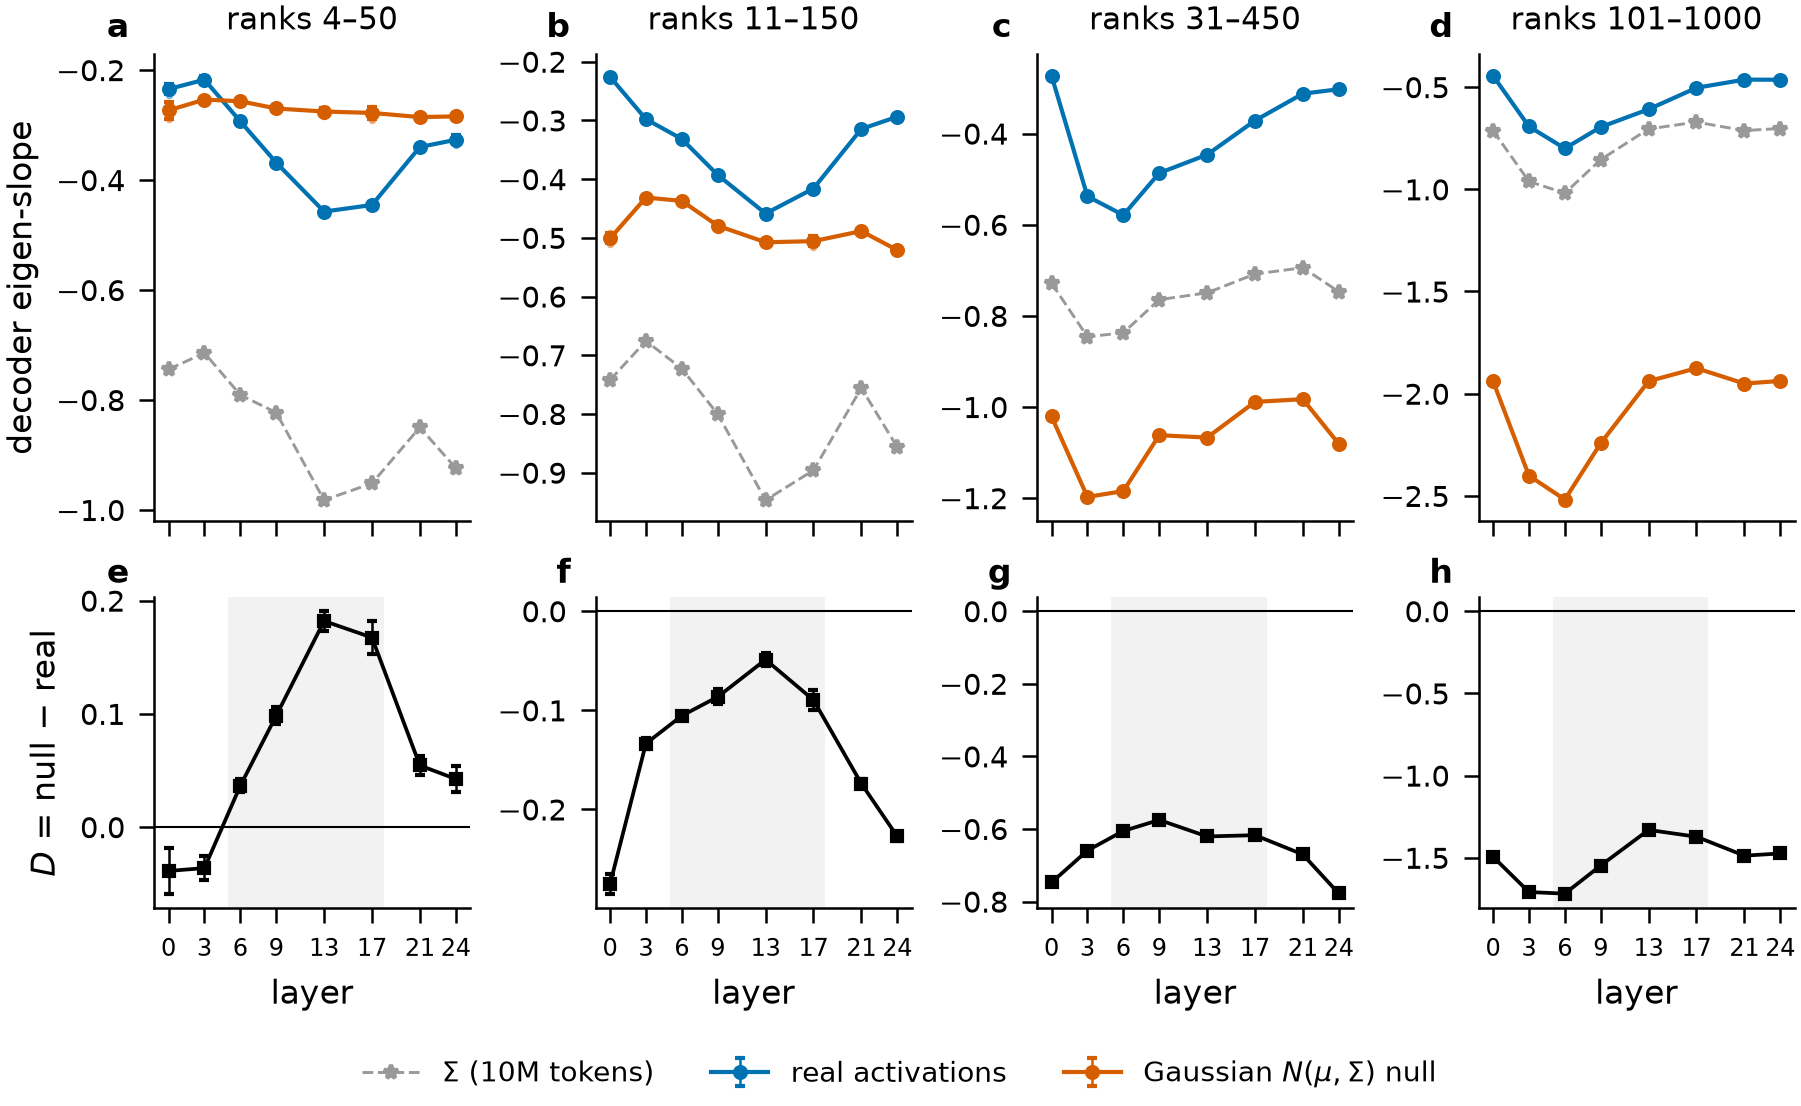 a ranks 4–50
b ranks 11–150
c ranks 31–450
d ranks 101–1000
decoder eigen-slope
−0.2
−0.4
−0.6
−0.8
−1.0
−0.2
−0.3
−0.4
−0.5
−0.6
−0.7
−0.8
−0.9
−0.4
−0.6
−0.8
−1.0
−1.2
−0.5
−1.0
−1.5
−2.0
−2.5
e
f
g
h
D = null − real
0.2
0.1
0.0
0.0
−0.1
−0.2
0.0
−0.2
−0.4
−0.6
−0.8
0.0
−0.5
−1.0
−1.5
0 3 6 9 13 17 21 24
0 3 6 9 13 17 21 24
0 3 6 9 13 17 21 24
0 3 6 9 13 17 21 24
layer
layer
layer
layer
Σ (10M tokens)
real activations
Gaussian N(μ, Σ) null